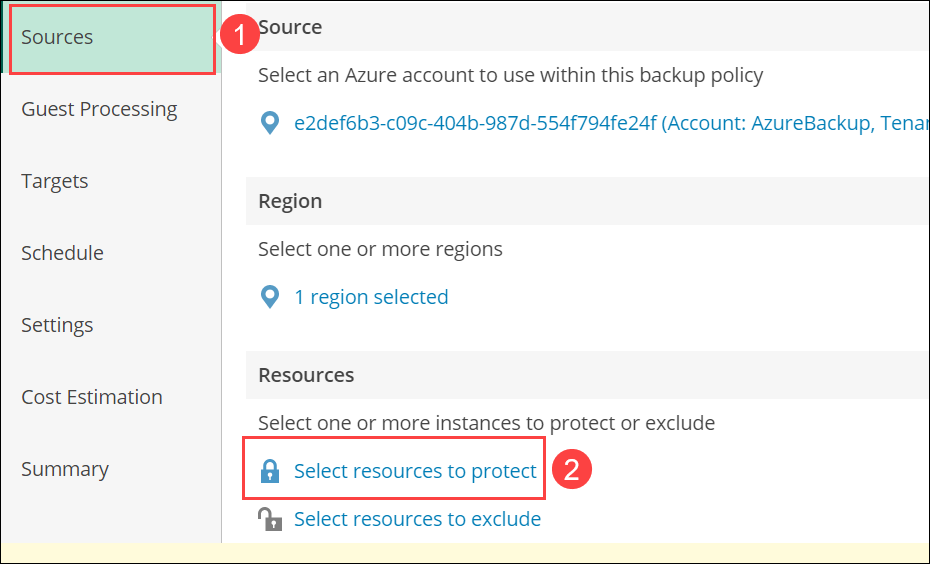 Sources
1
Source
Select an Azure account to use within this backup policy
Guest Processing
e2def6b3-c09c-404b-987d-554f794fe24f (Account: AzureBackup, Tenan
Targets
Region
Schedule
Select one or more regions
Settings
1 region selected
Resources
Cost Estimation
Select one or more instances to protect or exclude
Summary
Select resources to protect
2
Select resources to exclude